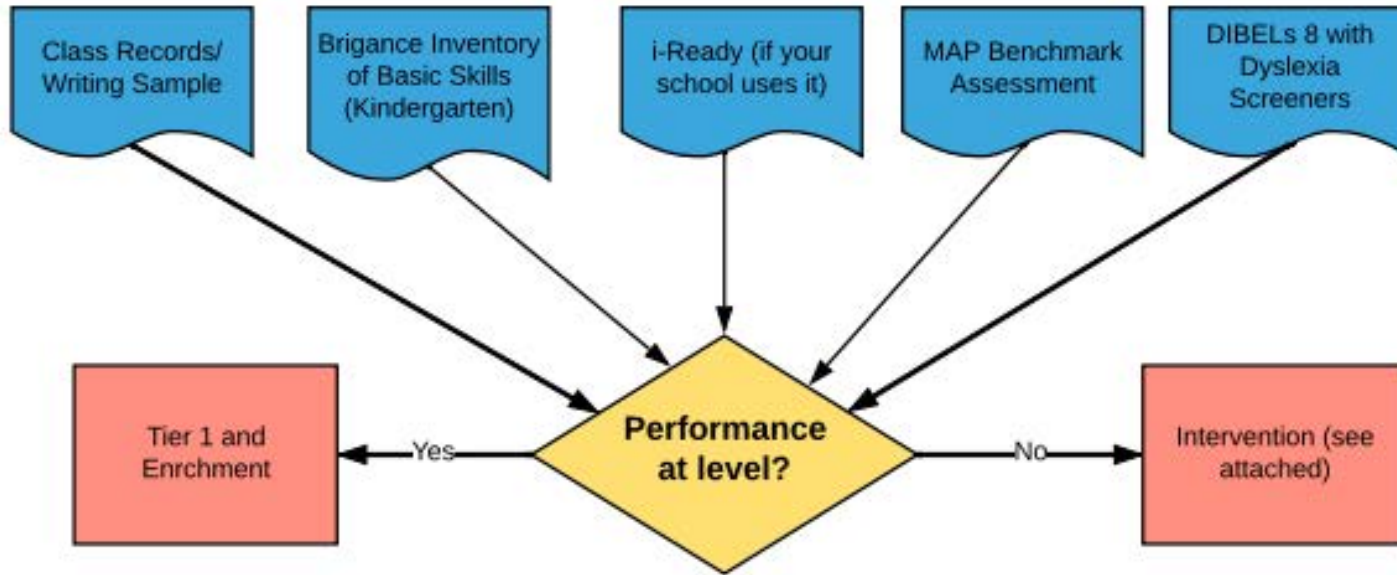 Class Records/
Writing Sample
Brigance Inventory
of Basic Skills
(Kindergarten)
i-Ready (if your
school uses it)
MAP Benchmark
Assessment
DIBELs 8 with
Dyslexia
Screeners
Performance
at level?
Yes
No
Tier 1 and
Enrchment
Intervention (see
attached)